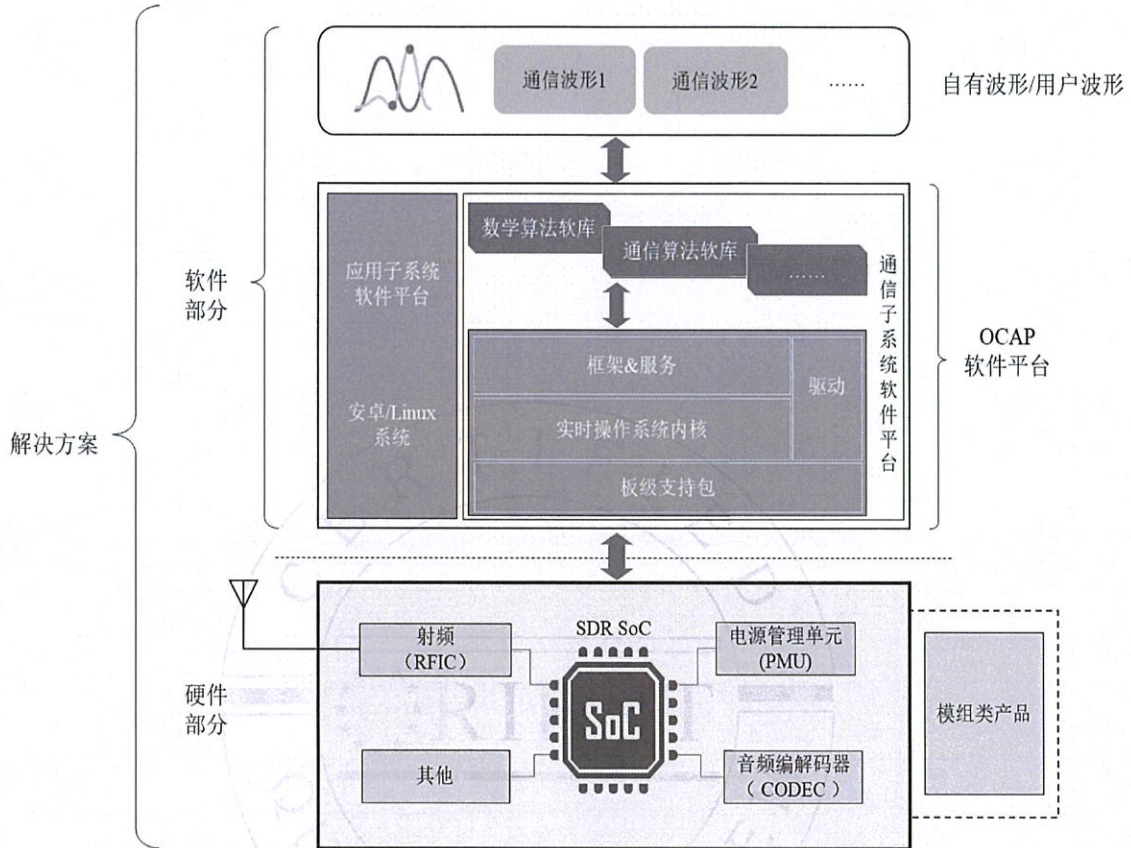 通信波形1
通信波形2
……
自有波形/用户波形
软件
部分
应用子系统
软件平台
安卓/Linux
系统
数学算法软库
通信算法软库
……
框架&服务
驱动
实时操作系统内核
板级支持包
通信子系统软件平台
OCAP
软件平台
解决方案
硬件
部分
射频
（RFIC）
SDR SoC
SoC
电源管理单元
(PMU)
其他
音频编解码器
（ CODEC ）
模组类产品